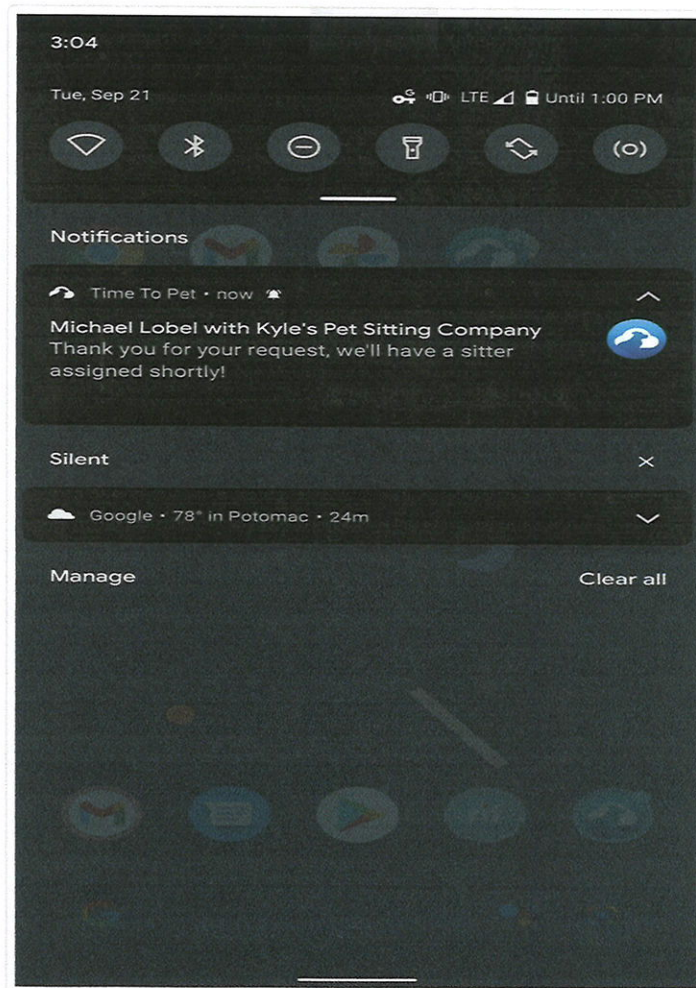 3:04
Tue, Sep 21
LTE Until 1:00 PM
Notifications
Time To Pet • now
Michael Lobel with Kyle's Pet Sitting Company
Thank you for your request, we'll have a sitter
assigned shortly!
Silent
Google • 78° in Potomac • 24m
Manage
Clear all